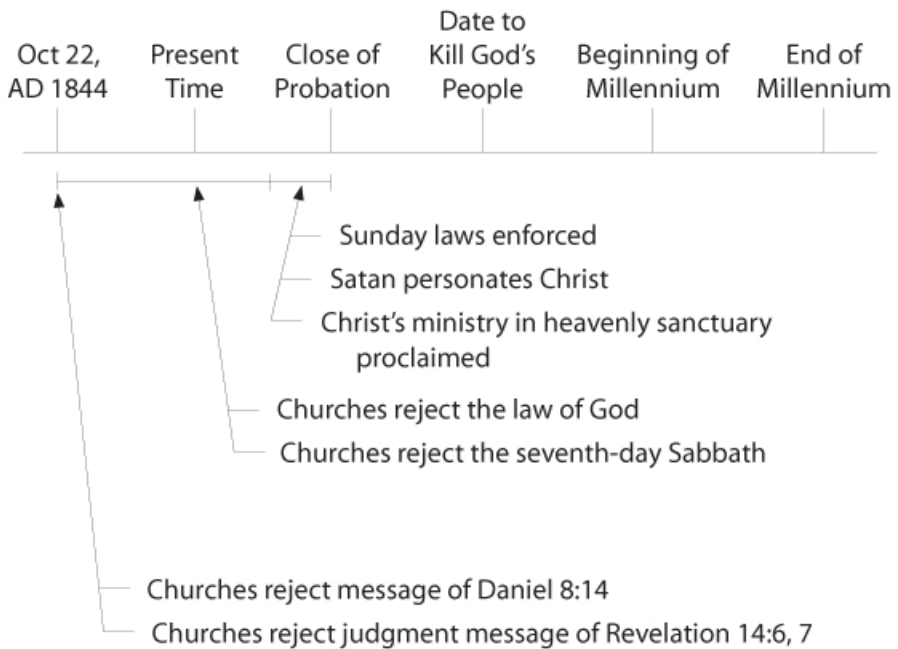 Oct 22,
AD 1844
Present
Time
Close of
Probation
Date to
Kill God's
People
Beginning of
Millennium
End of
Millennium
Sunday laws enforced
Satan personates Christ
Christ's ministry in heavenly sanctuary
proclaimed
Churches reject the law of God
Churches reject the seventh-day Sabbath
Churches reject message of Daniel 8:14
Churches reject judgment message of Revelation 14:6, 7